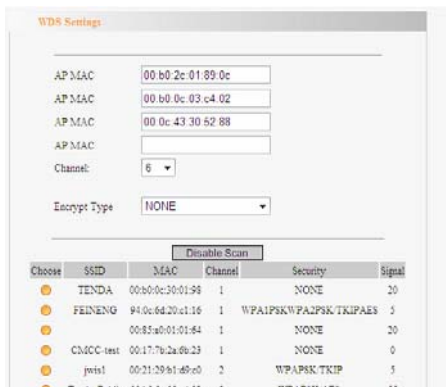 WDS Settings
AP MAC 00:b0:2c:01:89:0c
AP MAC 00:b0:0c:03:c4:02
AP MAC 00:0c:43:30:52:88
AP MAC
Channel: 6
Encrypt Type NONE
Disable Scan
Choose SSID MAC Channel Security Signal
TENDA 00:b0:0c:30:01:98 1 NONE 20
FEINENG 94:0c:6d:20:c1:16 1 WPA1PSKWPA2PSK/TKIPAES 5
00:85:a0:01:01:64 1 NONE 20
CMCC-test 00:17:7b:2a:6b:23 1 NONE 0
jwis1 00:21:29:b1:d9:c0 2 WPAPSK/TKIP 5